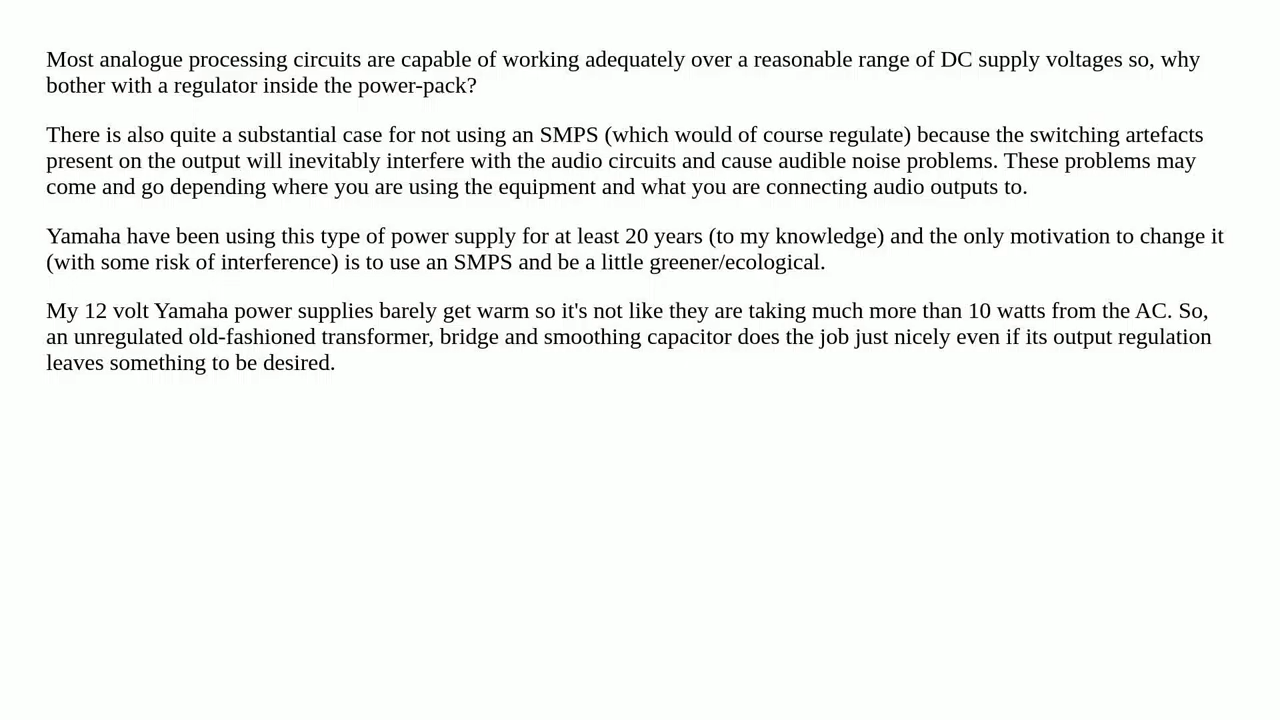 Most analogue processing circuits are capable of working adequately over a reasonable range of DC supply voltages so, why
bother with a regulator inside the power-pack?
There is also quite a substantial case for not using an SMPS (which would of course regulate) because the switching artefacts
present on the output will inevitably interfere with the audio circuits and cause audible noise problems. These problems may
come and go depending where you are using the equipment and what you are connecting audio outputs to.
Yamaha have been using this type of power supply for at least 20 years (to my knowledge) and the only motivation to change it
(with some risk of interference) is to use an SMPS and be a little greener/ecological.
My 12 volt Yamaha power supplies barely get warm so it's not like they are taking much more than 10 watts from the AC. So,
an unregulated old-fashioned transformer, bridge and smoothing capacitor does the job just nicely even if its output regulation
leaves something to be desired.